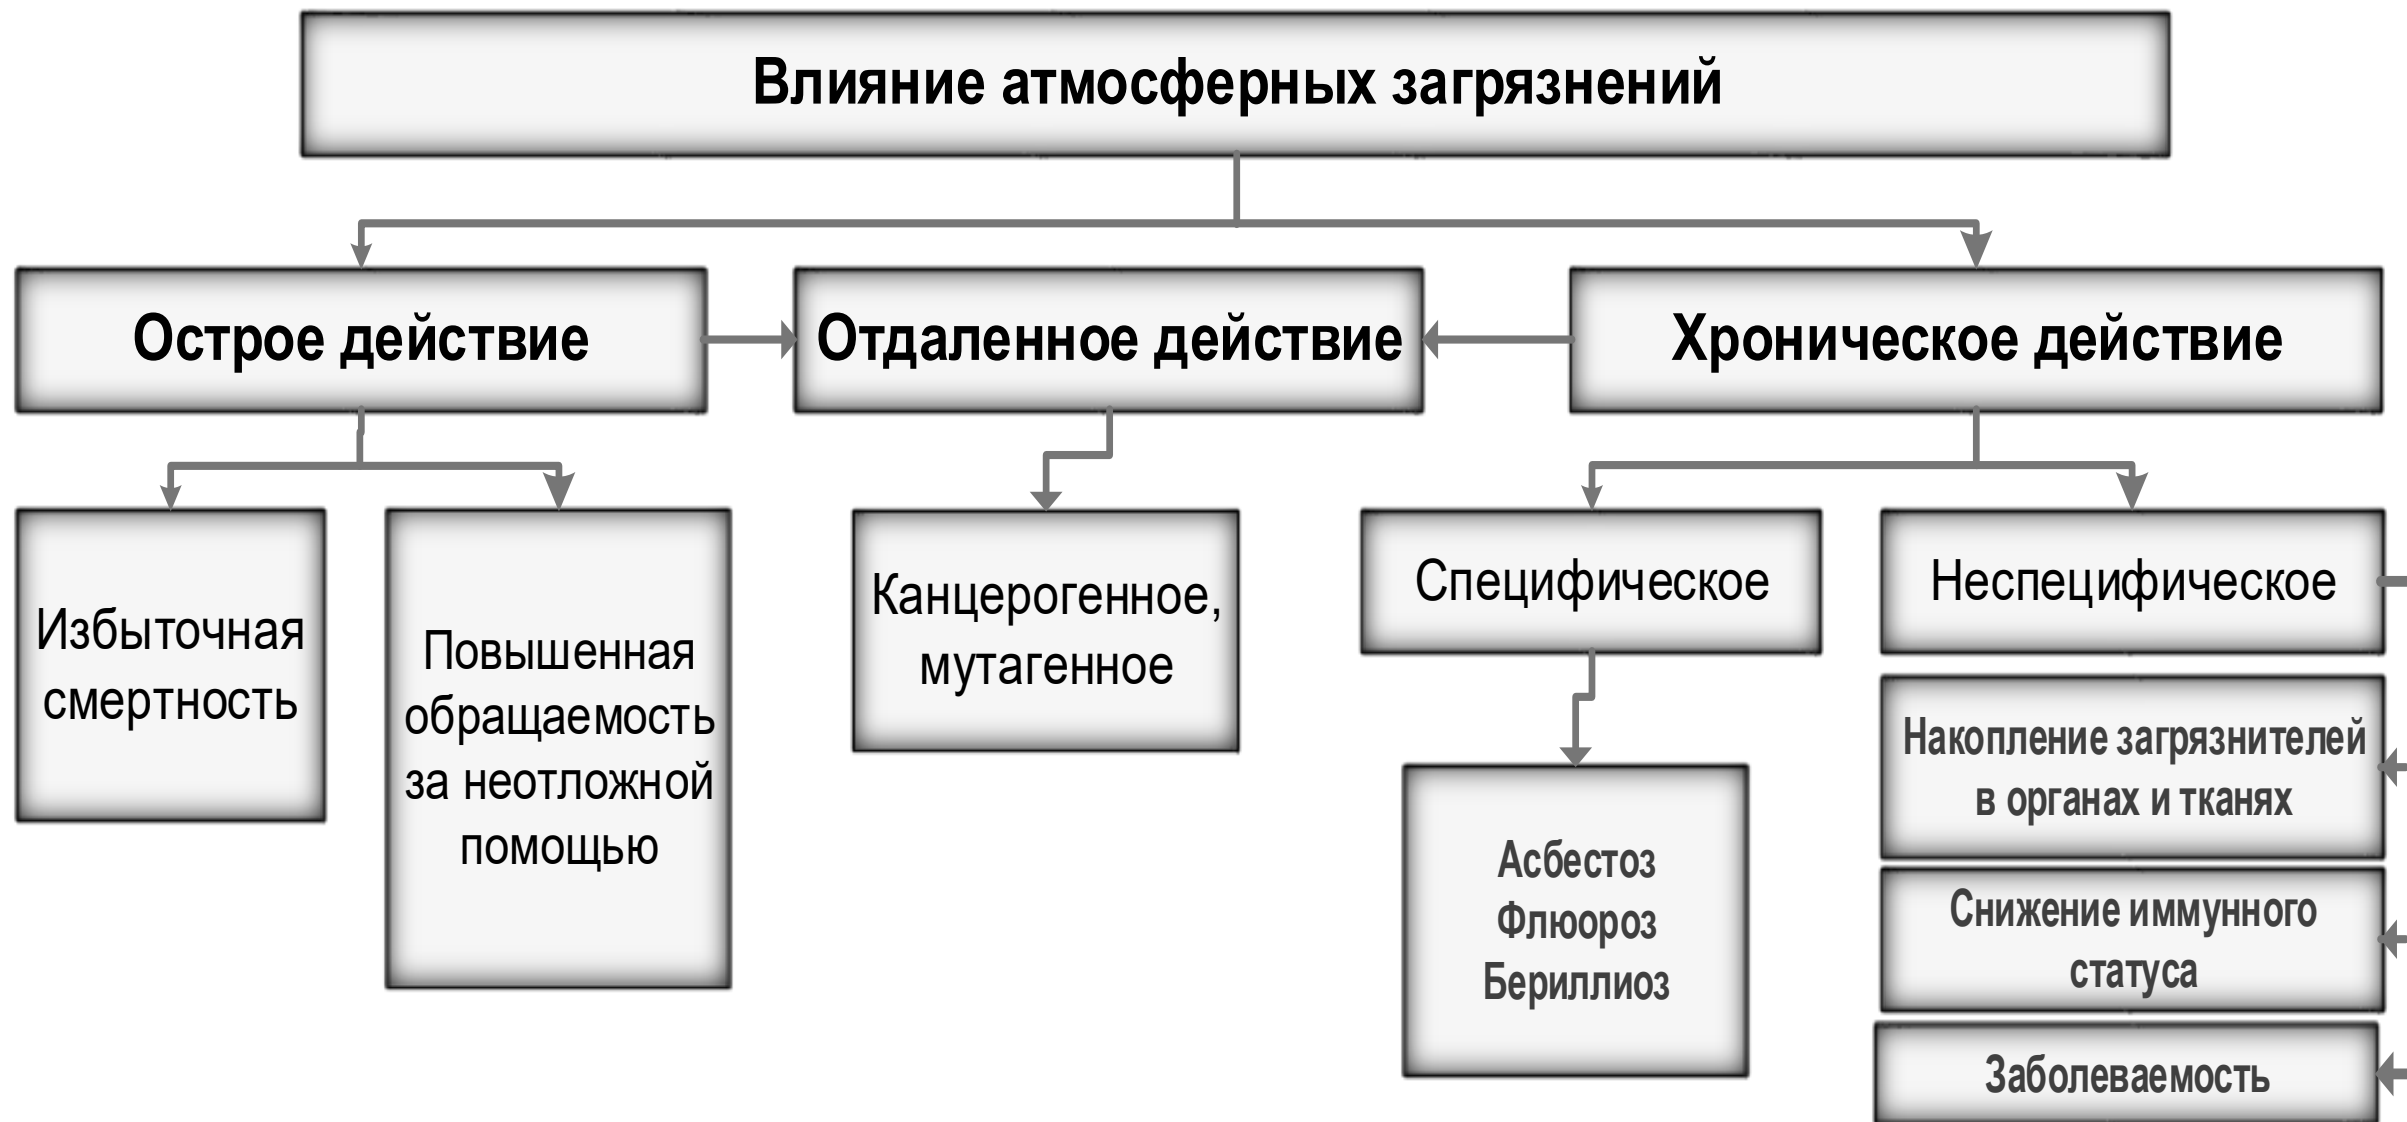 Влияние атмосферных загрязнений
Острое действие
Отдаленное действие
Хроническое действие
Избыточная
смертность
Повышенная
обращаемость
за неотложной
помощью
Канцерогенное,
мутагенное
Специфическое
Неспецифическое
Асбестоз
Флюороз
Бериллиоз
Накопление загрязнителей
в органах и тканях
Снижение иммунного
статуса
Заболеваемость